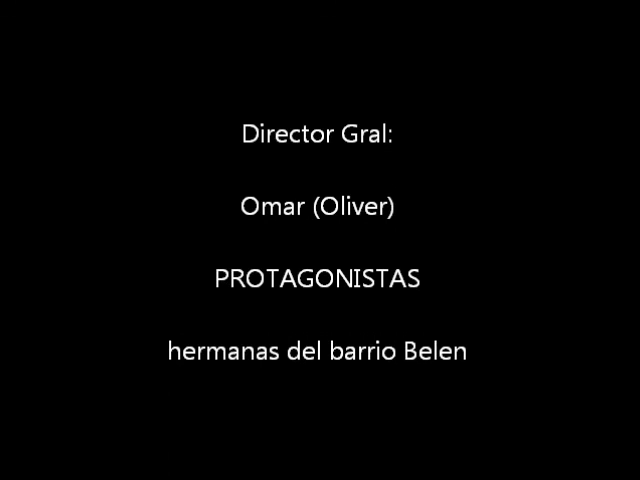 Director Gral:
Omar (Oliver)
PROTAGONISTAS
hermanas del barrio Belen